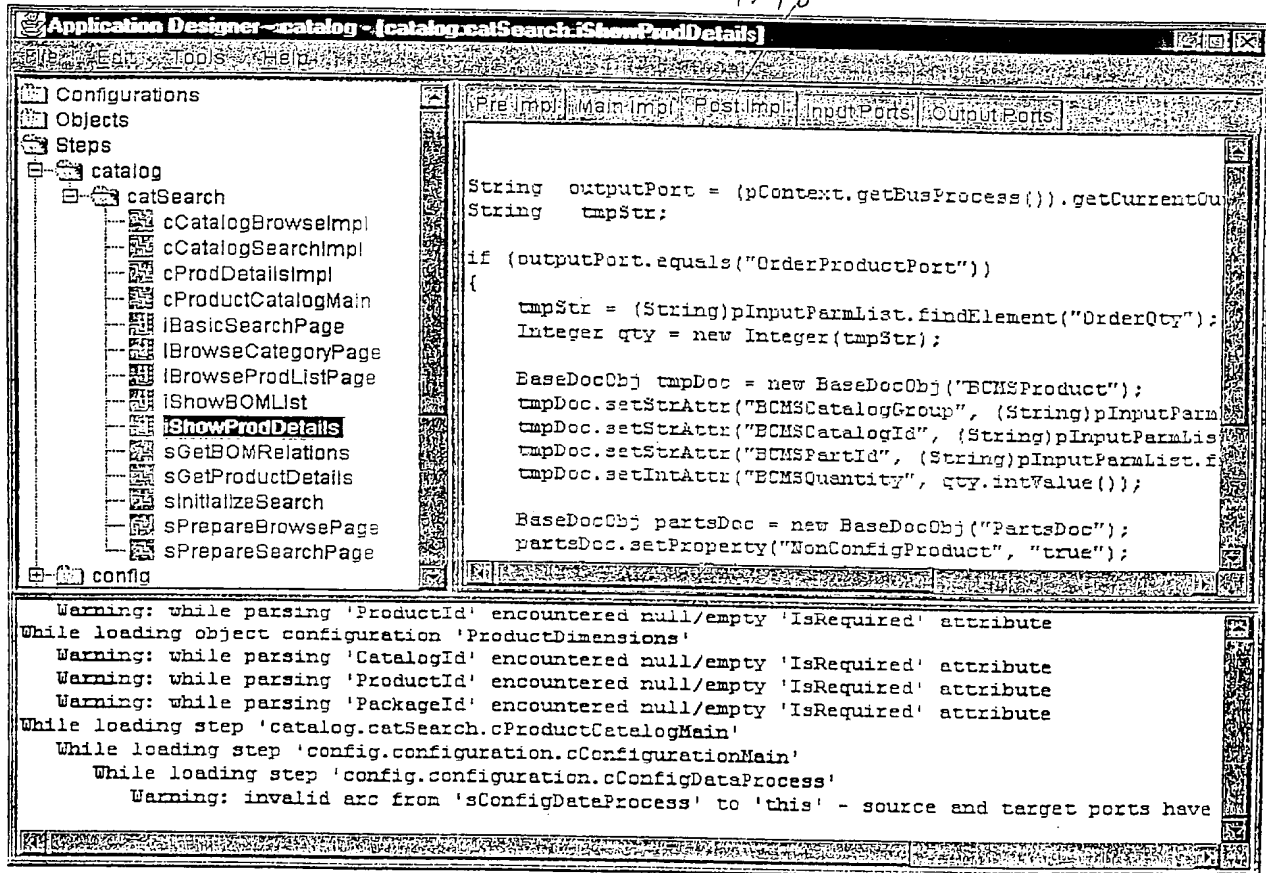 Application Designer - catalog - [catalog.catSearch.iShowProdDetails]
File Edit Tools Help
Configurations
Objects
Steps
catalog
catSearch
cCatalogBrowseImpl
cCatalogSearchImpl
cProdDetailsImpl
cProductCatalogMain
iBasicSearchPage
iBrowseCategoryPage
iBrowseProdListPage
iShowBOMList
iShowProdDetails
sGetBOMRelations
sGetProductDetails
sInitializeSearch
sPrepareBrowsePage
sPrepareSearchPage
config
Pre Impl Main Impl Post Impl Input Ports Output Ports
String outputPort = (pContext.getBusProcess()).getCurrentOu
String tmpStr;
if (outputPort.equals("OrderProductPort"))
{
tmpStr = (String)pInputParmList.findElement("OrderQty");
Integer qty = new Integer(tmpStr);
BaseDocObj tmpDoc = new BaseDocObj("BCMSProduct");
tmpDoc.setStrAttr("BCMSCatalogGroup", (String)pInputParm
tmpDoc.setStrAttr("BCMSCatalogId", (String)pInputParmLis
tmpDoc.setStrAttr("BCMSPartId", (String)pInputParmList.f
tmpDoc.setIntAttr("BCMSQuantity", qty.intValue());
BaseDocObj partsDoc = new BaseDocObj("PartsDoc");
partsDoc.setProperty("NonConfigProduct", "true");
Warning: while parsing 'ProductId' encountered null/empty 'IsRequired' attribute
While loading object configuration 'ProductDimensions'
Warning: while parsing 'CatalogId' encountered null/empty 'IsRequired' attribute
Warning: while parsing 'ProductId' encountered null/empty 'IsRequired' attribute
Warning: while parsing 'PackageId' encountered null/empty 'IsRequired' attribute
While loading step 'catalog.catSearch.cProductCatalogMain'
While loading step 'config.configuration.cConfigurationMain'
While loading step 'config.configuration.cConfigDataProcess'
Warning: invalid arc from 'sConfigDataProcess' to 'this' - source and target ports have